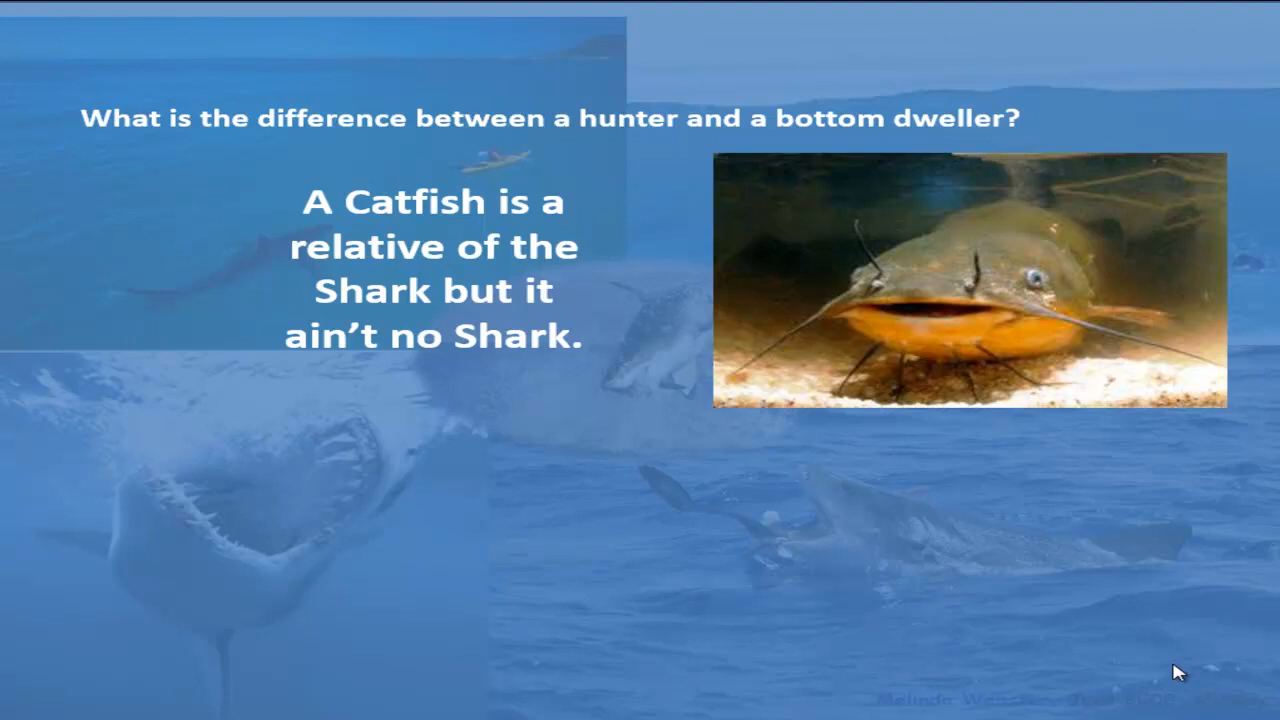 What is the difference between a hunter and a bottom dweller?
A Catfish is a
relative of the
Shark but it
ain't no Shark.
Melinda